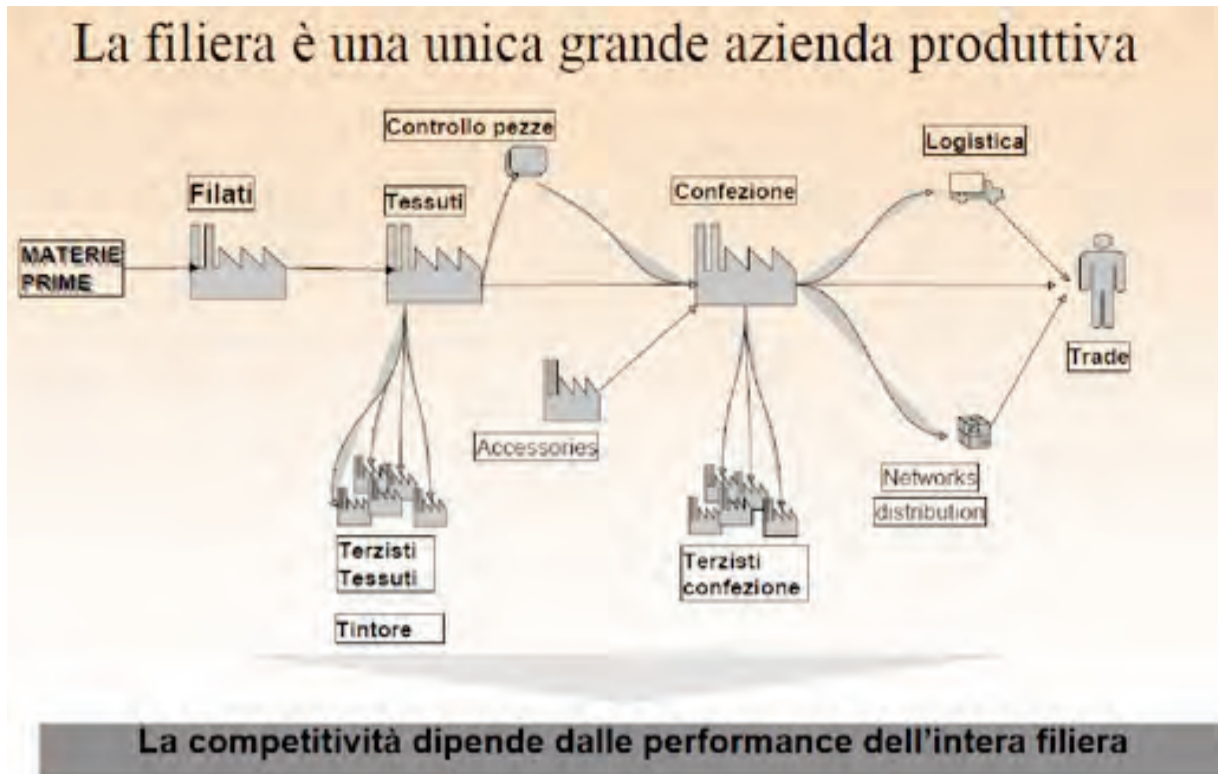 La filiera è una unica grande azienda produttiva
Controllo pezze
Logistica
Filati
Tessuti
Confezione
MATERIE
PRIME
Trade
Accessories
Networks
distribution
Terzisti
Tessuti
Terzisti
confezione
Tintore
La competitività dipende dalle performance dell'intera filiera